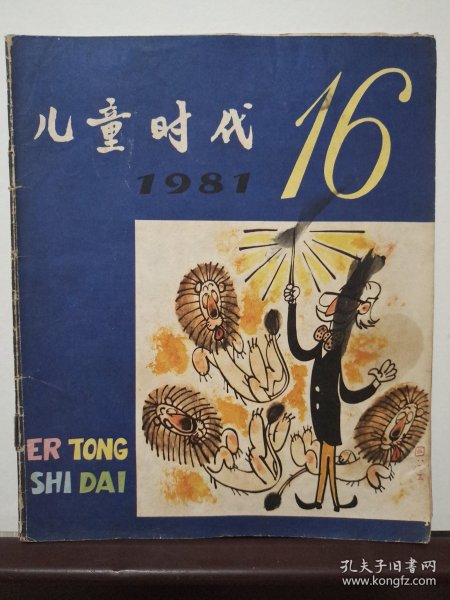 儿童时代
16
1981
ER TONG
SHI DAI
孔夫子旧书网
www.kongfz.com